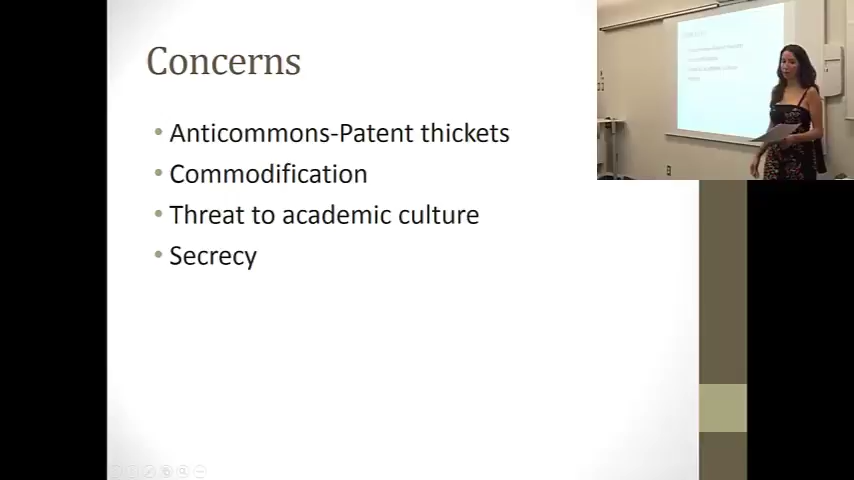 Concerns
• Anticommons-Patent thickets
• Commodification
• Threat to academic culture
• Secrecy